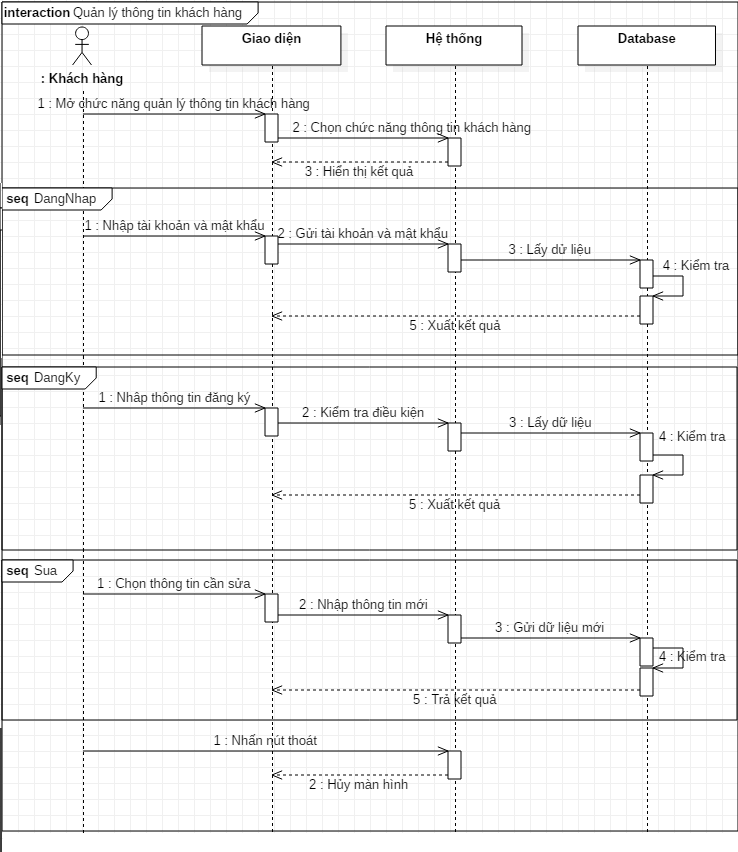 interaction Quản lý thông tin khách hàng
Giao diện
Hệ thống
Database
: Khách hàng
1 : Mở chức năng quản lý thông tin khách hàng
2 : Chọn chức năng thông tin khách hàng
3 : Hiển thị kết quả
seq DangNhap
1 : Nhập tài khoản và mật khẩu
2 : Gửi tài khoản và mật khẩu
3 : Lấy dử liệu
4 : Kiểm tra
5 : Xuất kết quả
seq DangKy
1 : Nhâp thông tin đăng ký
2 : Kiểm tra điều kiện
3 : Lấy dữ liệu
4 : Kiểm tra
5 : Xuất kết quả
seq Sua
1 : Chọn thông tin cần sửa
2 : Nhập thông tin mới
3 : Gửi dữ liệu mới
4 : Kiểm tra
5 : Trả kết quả
1 : Nhấn nút thoát
2 : Hủy màn hình